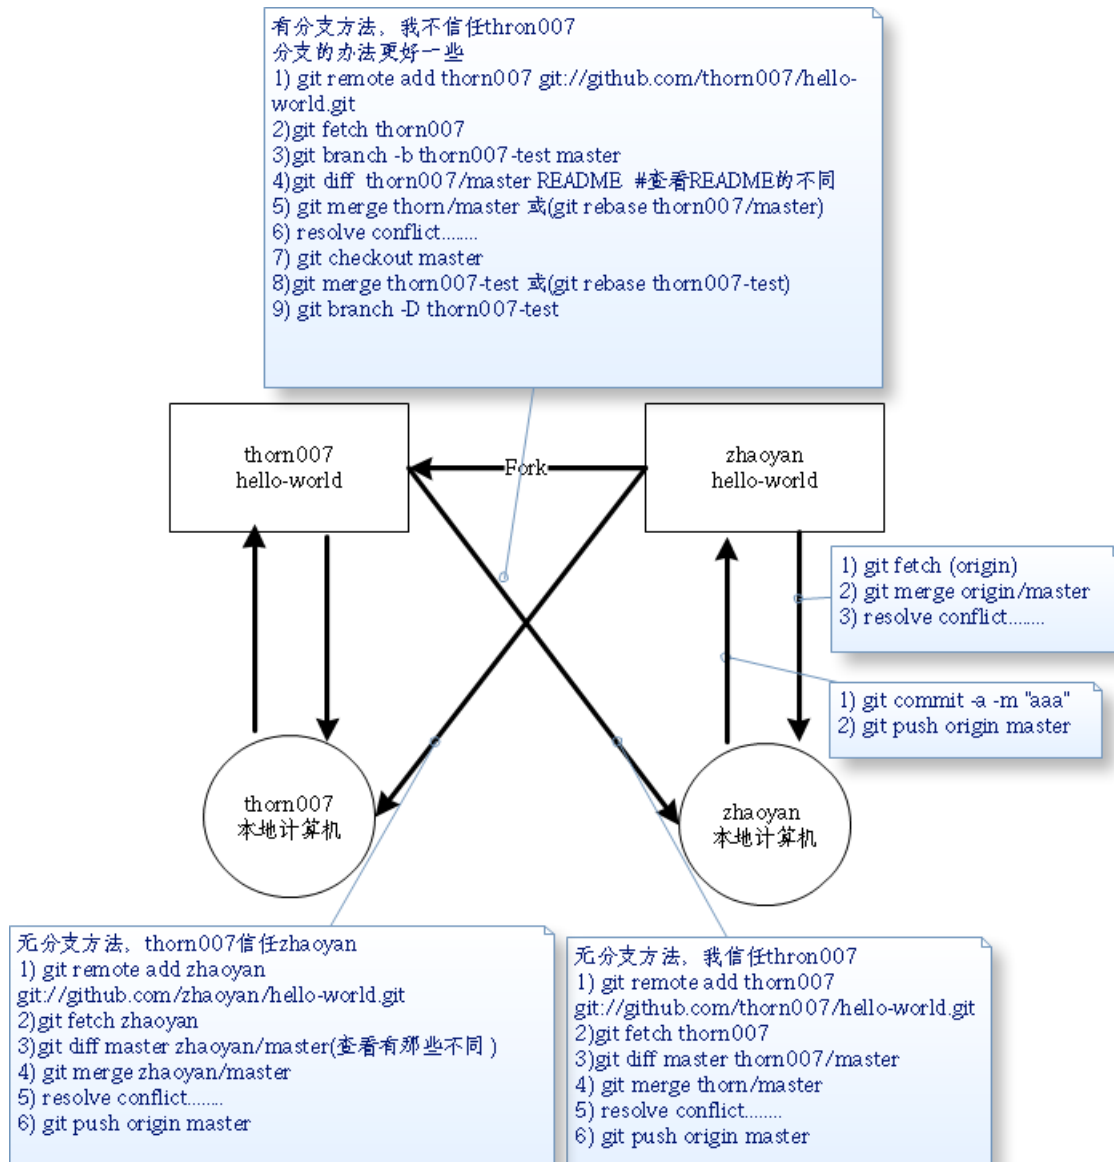 有分支方法，我不信任thron007
分支的办法更好一些
1) git remote add thorn007 git://github.com/thorn007/hello-
world.git
2)git fetch thorn007
3)git branch -b thorn007-test master
4)git diff  thorn007/master README  #查看README的不同
5) git merge thorn/master 或(git rebase thorn007/master)
6) resolve conflict........
7) git checkout master
8)git merge thorn007-test 或(git rebase thorn007-test)
9) git branch -D thorn007-test
thorn007
hello-world
Fork
zhaoyan
hello-world
1) git fetch (origin)
2) git merge origin/master
3) resolve conflict........
1) git commit -a -m "aaa"
2) git push origin master
thorn007
本地计算机
zhaoyan
本地计算机
无分支方法，thorn007信任zhaoyan
1) git remote add zhaoyan
git://github.com/zhaoyan/hello-world.git
2)git fetch zhaoyan
3)git diff master zhaoyan/master(查看有那些不同)
4) git merge zhaoyan/master
5) resolve conflict........
6) git push origin master
无分支方法，我信任thron007
1) git remote add thorn007
git://github.com/thorn007/hello-world.git
2)git fetch thorn007
3)git diff master thorn007/master
4) git merge thorn/master
5) resolve conflict........
6) git push origin master